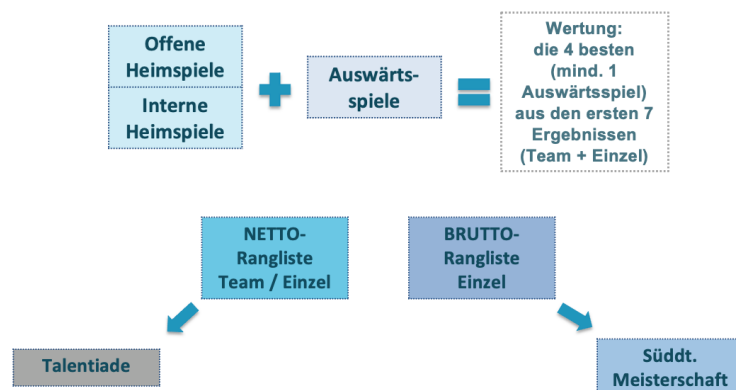 Offene
Heimspiele
Interne
Heimspiele
Auswärts-
spiele
Wertung:
die 4 besten
(mind. 1
Auswärtsspiel)
aus den ersten 7
Ergebnissen
(Team + Einzel)
NETTO-
Rangliste
Team / Einzel
BRUTTO-
Rangliste
Einzel
Talentiade
Südd​t.
Meisterschaft